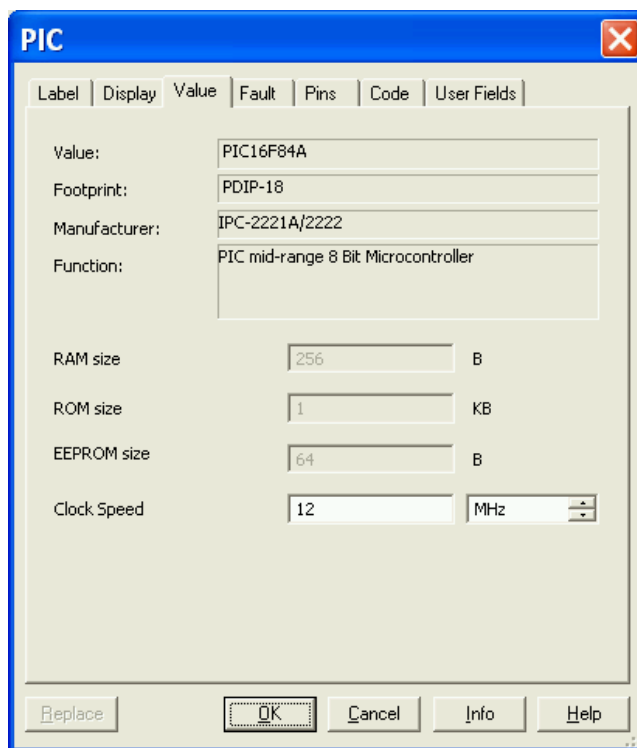 PIC
Label Display Value Fault Pins Code User Fields
Value: PIC16F84A
Footprint: PDIP-18
Manufacturer: IPC-2221A/2222
Function: PIC mid-range 8 Bit Microcontroller
RAM size 256 B
ROM size 1 KB
EEPROM size 64 B
Clock Speed 12 MHz
Replace OK Cancel Info Help